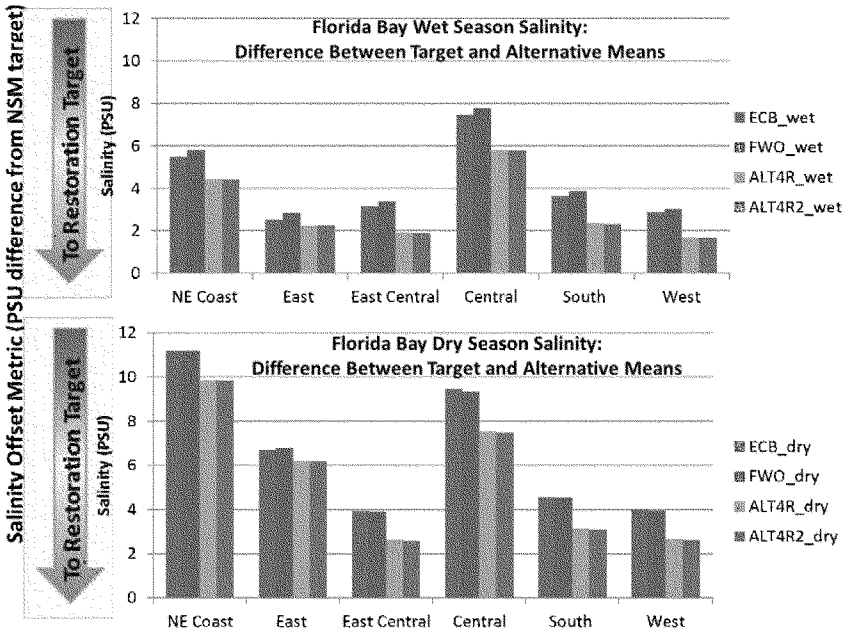 Salinity Offset Metric (PSU difference from NSM target)
To Restoration Target
Salinity (PSU)
Florida Bay Wet Season Salinity:
Difference Between Target and Alternative Means
12
10
8
6
4
2
0
NE Coast East East Central Central South West
ECB_wet
FWO_wet
ALT4R_wet
ALT4R2_wet
To Restoration Target
Salinity (PSU)
Florida Bay Dry Season Salinity:
Difference Between Target and Alternative Means
12
10
8
6
4
2
0
NE Coast East East Central Central South West
ECB_dry
FWO_dry
ALT4R_dry
ALT4R2_dry